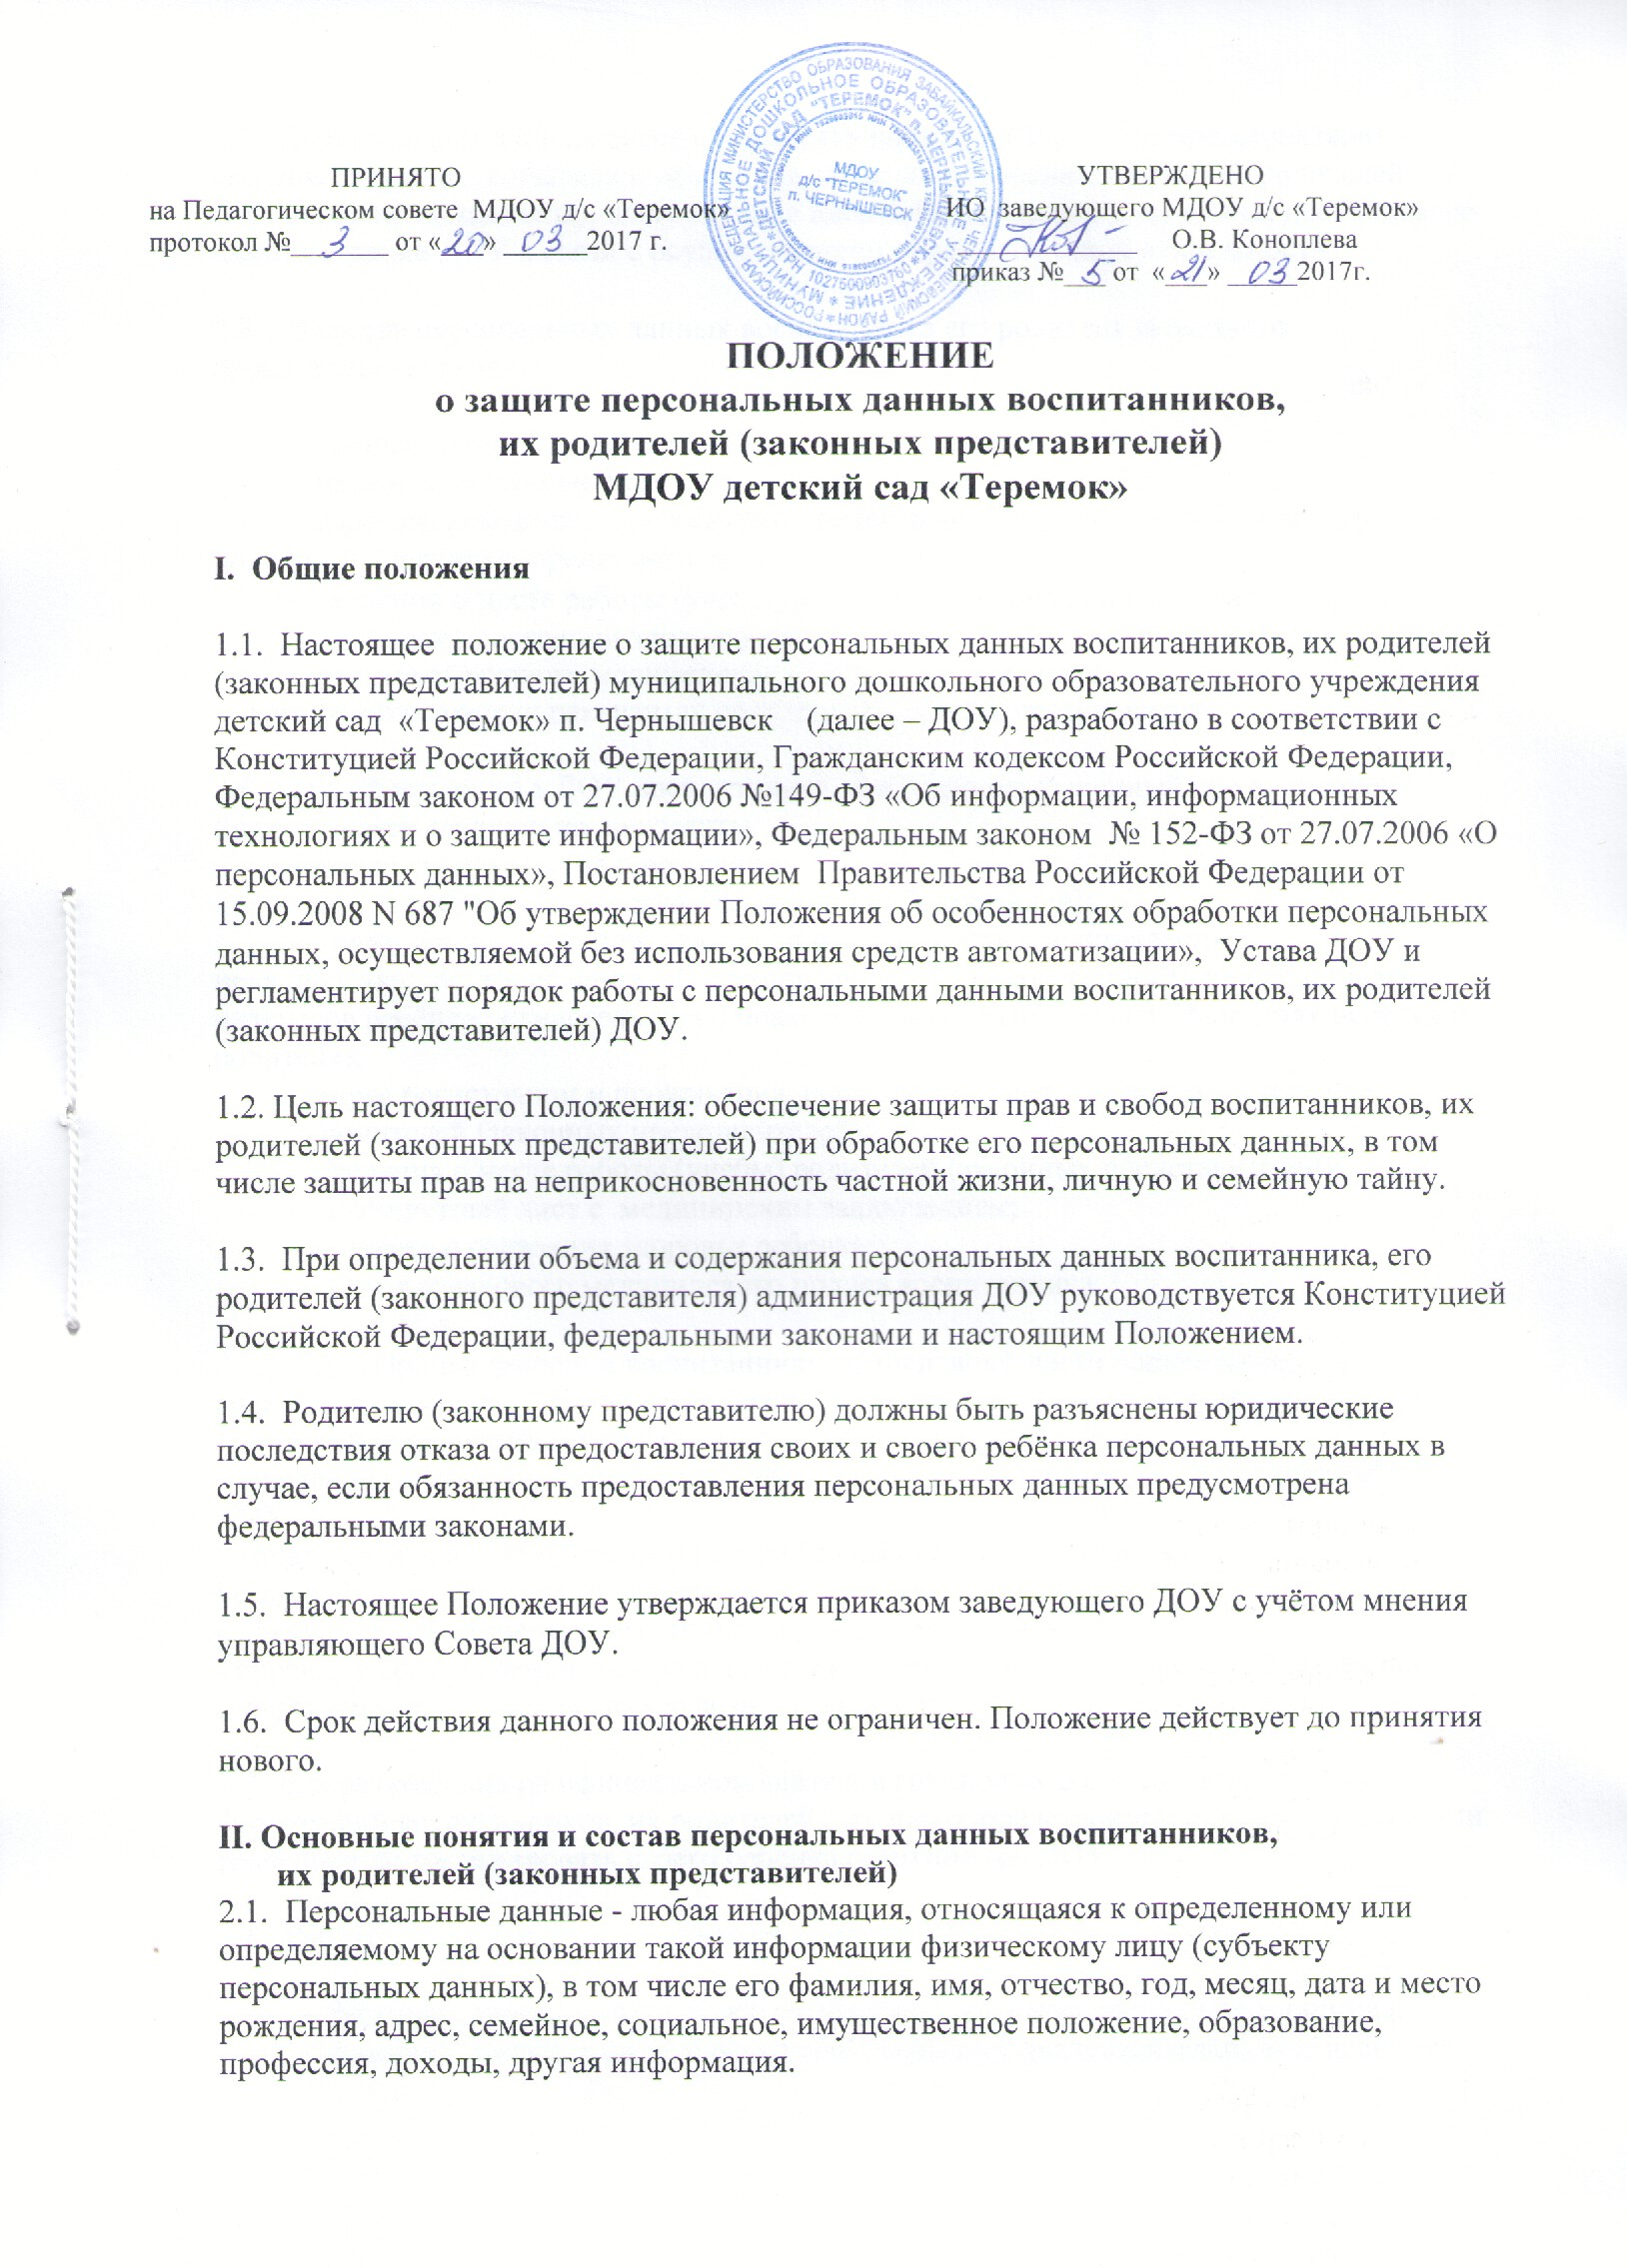 ПРИНЯТО
на Педагогическом совете МДОУ д/с «Теремок»
протокол № 3 от «20» 03 2017 г.
УТВЕРЖДЕНО
ИО заведующего МДОУ д/с «Теремок»
О.В. Коноплева
приказ № 5 от «21» 03 2017г.
МДОУ
д/с "ТЕРЕМОК"
п. ЧЕРНЫШЕВСК
ПОЛОЖЕНИЕ
о защите персональных данных воспитанников,
их родителей (законных представителей)
МДОУ детский сад «Теремок»
I. Общие положения
1.1. Настоящее положение о защите персональных данных воспитанников, их родителей
(законных представителей) муниципального дошкольного образовательного учреждения
детский сад «Теремок» п. Чернышевск (далее – ДОУ), разработано в соответствии с
Конституцией Российской Федерации, Гражданским кодексом Российской Федерации,
Федеральным законом от 27.07.2006 №149-ФЗ «Об информации, информационных
технологиях и о защите информации», Федеральным законом № 152-ФЗ от 27.07.2006 «О
персональных данных», Постановлением Правительства Российской Федерации от
15.09.2008 N 687 "Об утверждении Положения об особенностях обработки персональных
данных, осуществляемой без использования средств автоматизации», Устава ДОУ и
регламентирует порядок работы с персональными данными воспитанников, их родителей
(законных представителей) ДОУ.
1.2. Цель настоящего Положения: обеспечение защиты прав и свобод воспитанников, их
родителей (законных представителей) при обработке его персональных данных, в том
числе защиты прав на неприкосновенность частной жизни, личную и семейную тайну.
1.3. При определении объема и содержания персональных данных воспитанника, его
родителей (законного представителя) администрация ДОУ руководствуется Конституцией
Российской Федерации, федеральными законами и настоящим Положением.
1.4. Родителю (законному представителю) должны быть разъяснены юридические
последствия отказа от предоставления своих и своего ребёнка персональных данных в
случае, если обязанность предоставления персональных данных предусмотрена
федеральными законами.
1.5. Настоящее Положение утверждается приказом заведующего ДОУ с учётом мнения
управляющего Совета ДОУ.
1.6. Срок действия данного положения не ограничен. Положение действует до принятия
нового.
II. Основные понятия и состав персональных данных воспитанников,
их родителей (законных представителей)
2.1. Персональные данные - любая информация, относящаяся к определенному или
определяемому на основании такой информации физическому лицу (субъекту
персональных данных), в том числе его фамилия, имя, отчество, год, месяц, дата и место
рождения, адрес, семейное, социальное, имущественное положение, образование,
профессия, доходы, другая информация.